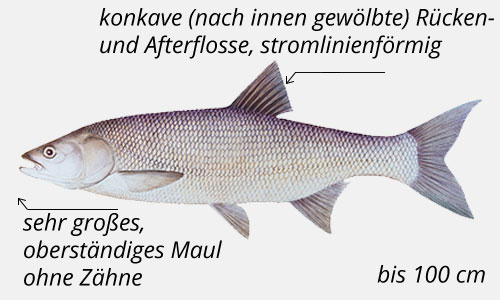 konkave (nach innen gewölbte) Rücken-
und Afterflosse, stromlinienförmig
sehr großes,
oberständiges Maul
ohne Zähne
bis 100 cm